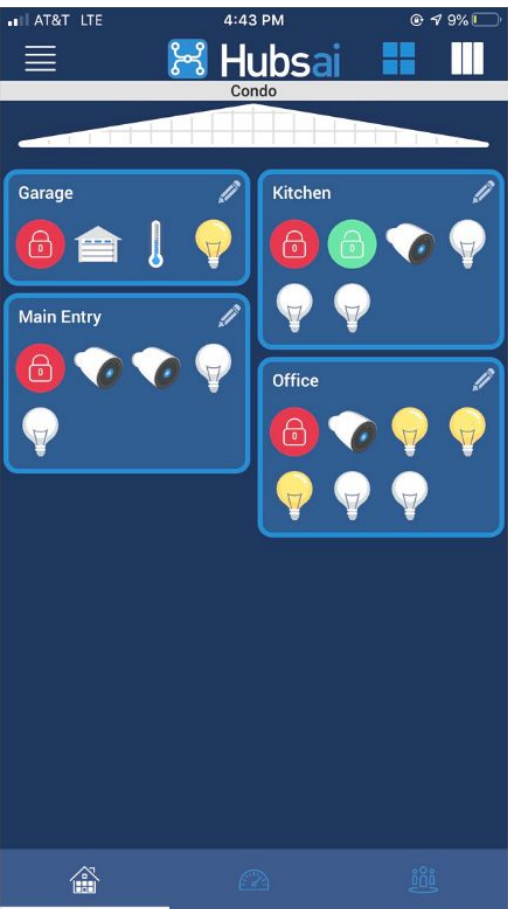 AT&T LTE 4:43 PM 9%
Hubsai
Condo
Garage
Kitchen
Main Entry
Office